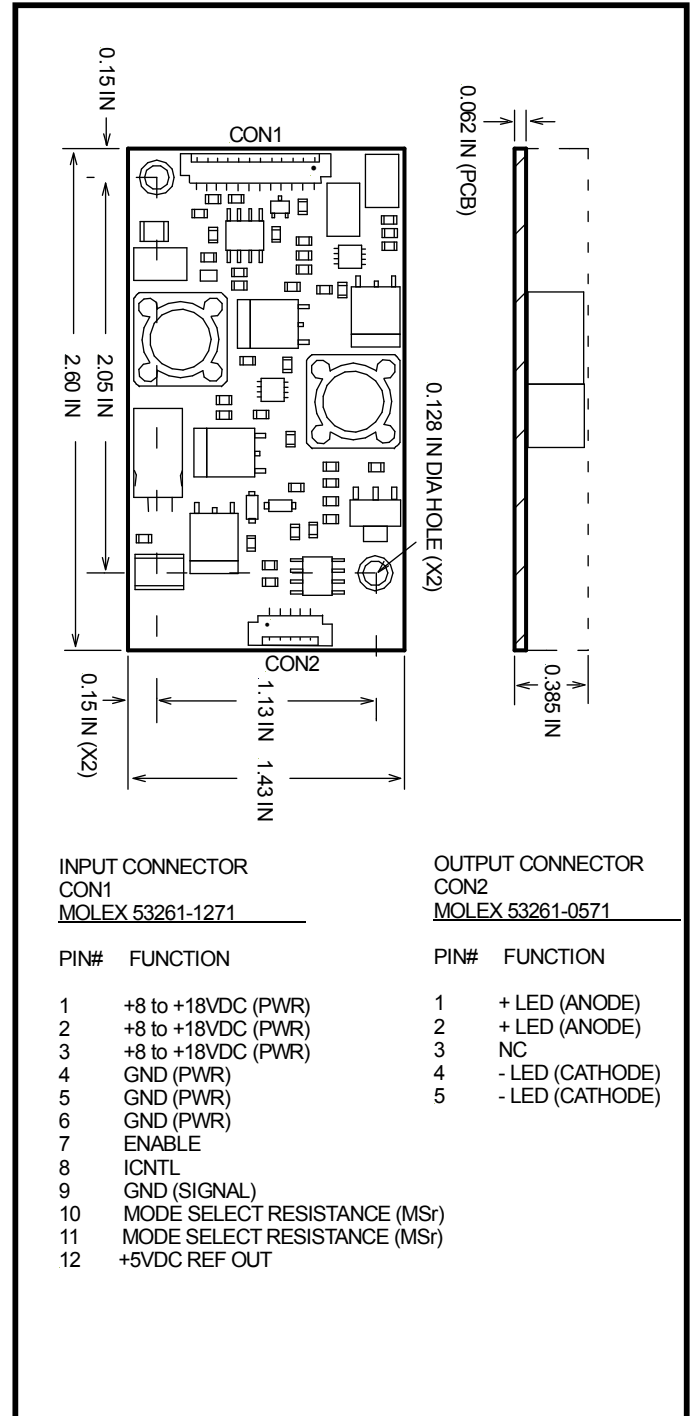 0.15 IN
CON1
0.062 IN (PCB)
2.60 IN
2.05 IN
0.128 IN DIA HOLE (X2)
CON2
0.15 IN (X2)
1.13 IN
1.43 IN
0.385 IN
INPUT CONNECTOR
CON1
MOLEX 53261-1271
PIN# FUNCTION
1 +8 to +18VDC (PWR)
2 +8 to +18VDC (PWR)
3 +8 to +18VDC (PWR)
4 GND (PWR)
5 GND (PWR)
6 GND (PWR)
7 ENABLE
8 ICNTL
9 GND (SIGNAL)
10 MODE SELECT RESISTANCE (MSr)
11 MODE SELECT RESISTANCE (MSr)
12 +5VDC REF OUT
OUTPUT CONNECTOR
CON2
MOLEX 53261-0571
PIN# FUNCTION
1 + LED (ANODE)
2 + LED (ANODE)
3 NC
4 - LED (CATHODE)
5 - LED (CATHODE)